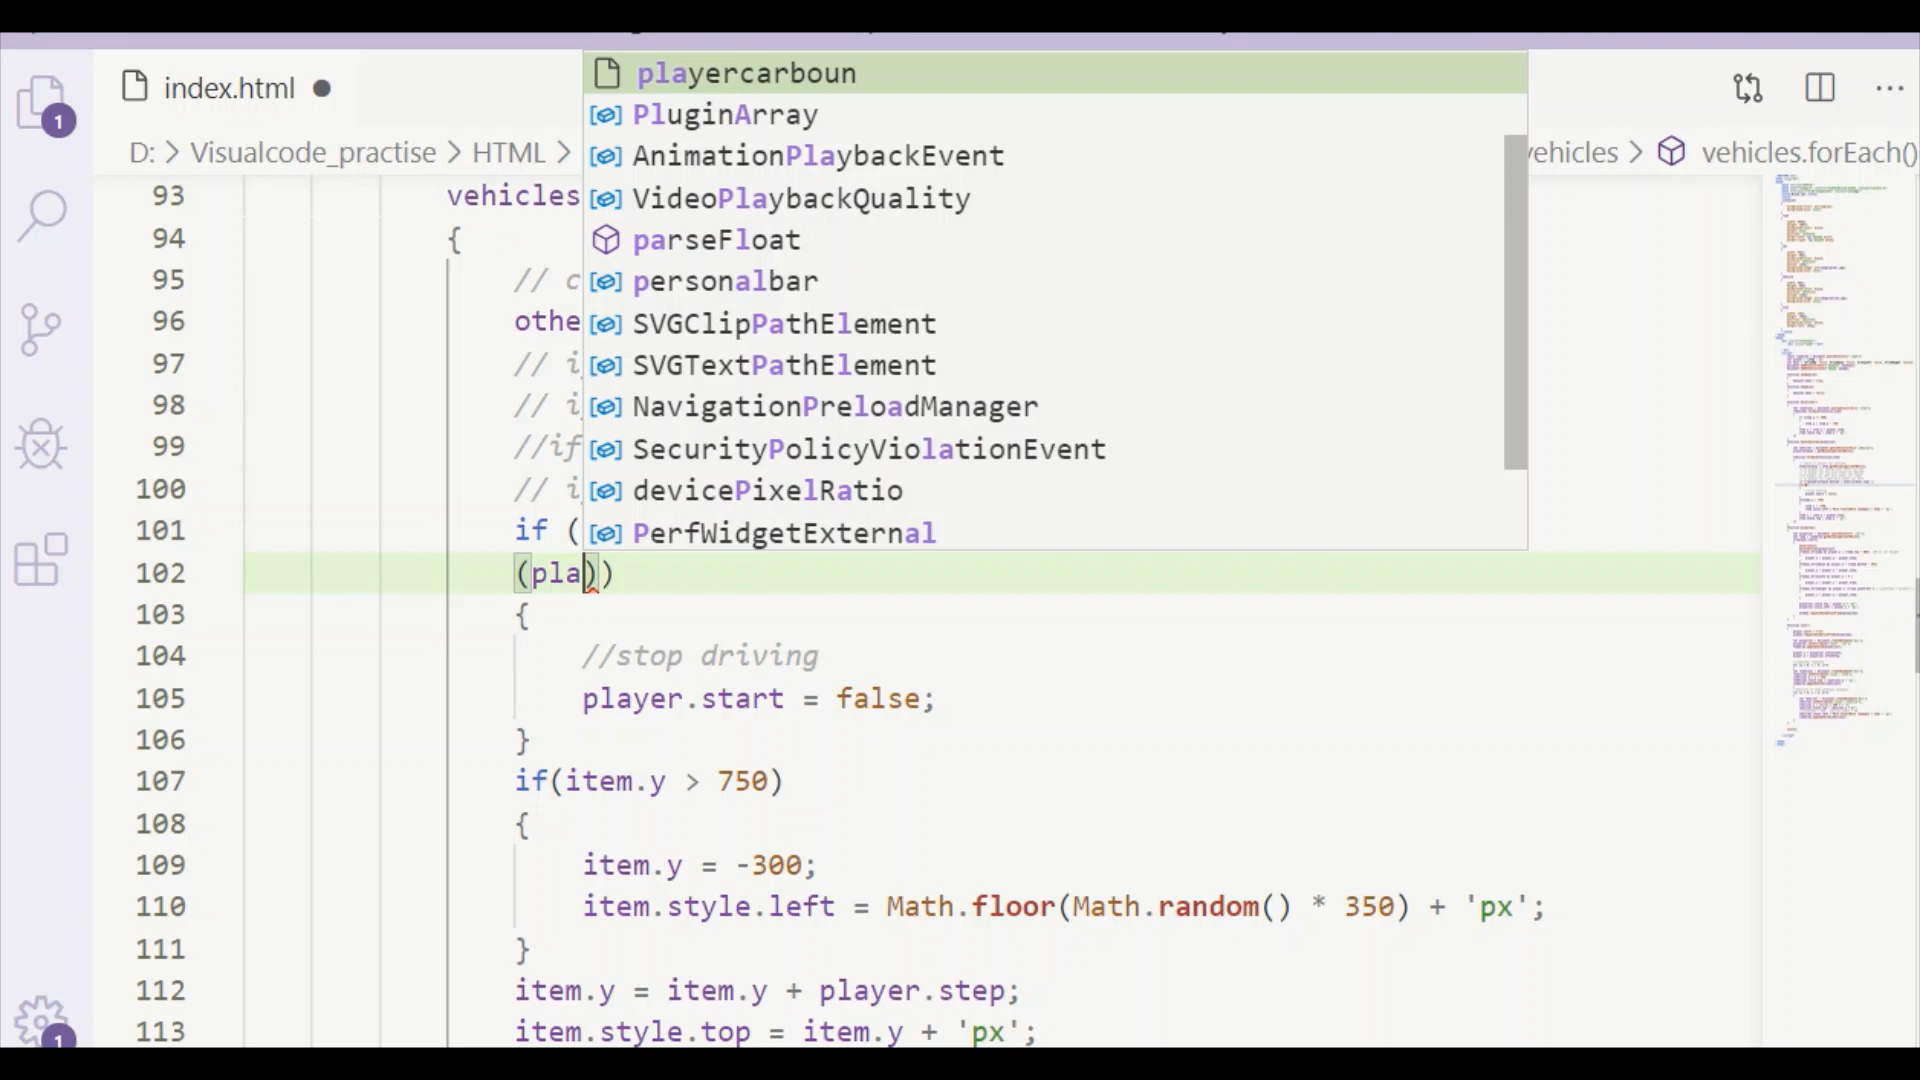 playercarboun
index.html
PluginArray
1
D: > Visualcode_practise > HTML >
AnimationPlaybackEvent
vehicles > vehicles.forEach()
93 vehicles
VideoPlaybackQuality
94 {
parseFloat
95 // c
personalbar
96 othe
SVGClipPathElement
97 // i
SVGTextPathElement
98 // i
NavigationPreloadManager
99 //if
SecurityPolicyViolationEvent
100 // i
devicePixelRatio
101 if (
PerfWidgetExternal
102 (pla))
103 {
104 //stop driving
105 player.start = false;
106 }
107 if(item.y > 750)
108 {
109 item.y = -300;
110 item.style.left = Math.floor(Math.random() * 350) + 'px';
111 }
112 item.y = item.y + player.step;
113 item.style.top = item.y + 'px';
1